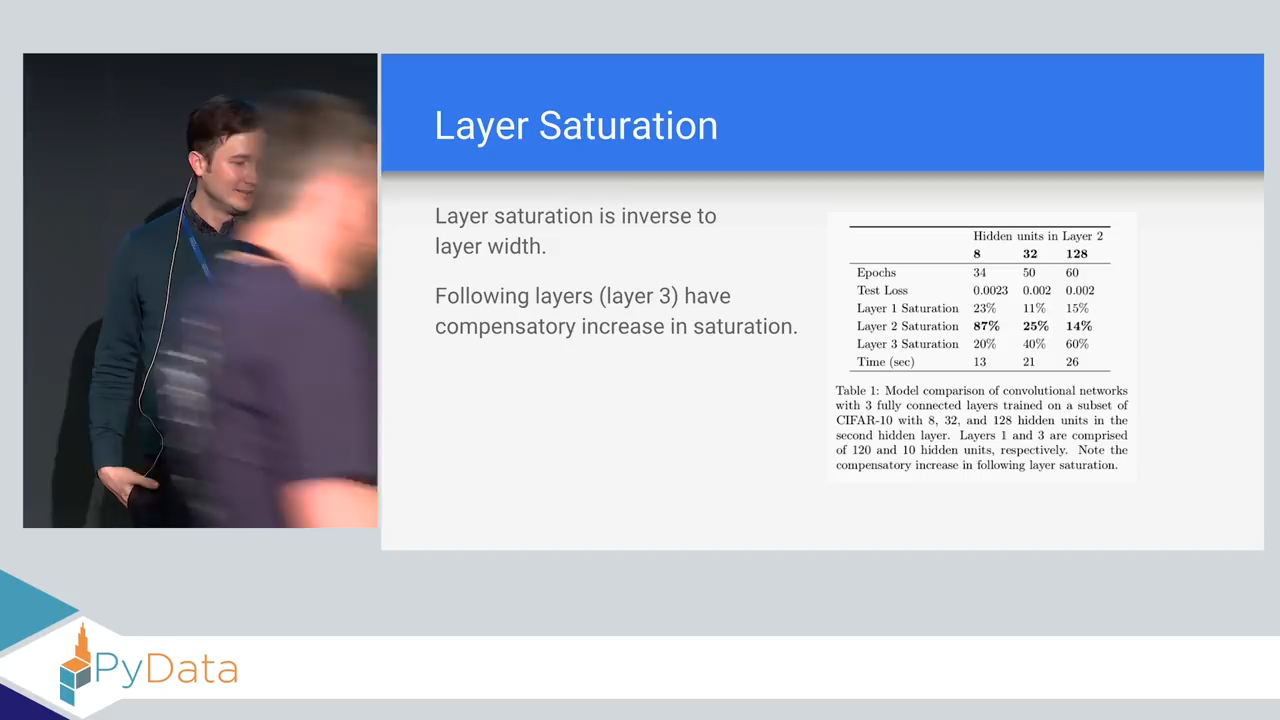 Layer Saturation
Layer saturation is inverse to
layer width.
Following layers (layer 3) have
compensatory increase in saturation.
Hidden units in Layer 2
8 32 128
Epochs 34 50 60
Test Loss 0.0023 0.002 0.002
Layer 1 Saturation 23% 11% 15%
Layer 2 Saturation 87% 25% 14%
Layer 3 Saturation 20% 40% 60%
Time (sec) 13 21 26
Table 1: Model comparison of convolutional networks
with 3 fully connected layers trained on a subset of
CIFAR-10 with 8, 32, and 128 hidden units in the
second hidden layer. Layers 1 and 3 are comprised
of 120 and 10 hidden units, respectively. Note the
compensatory increase in following layer saturation.
PyData